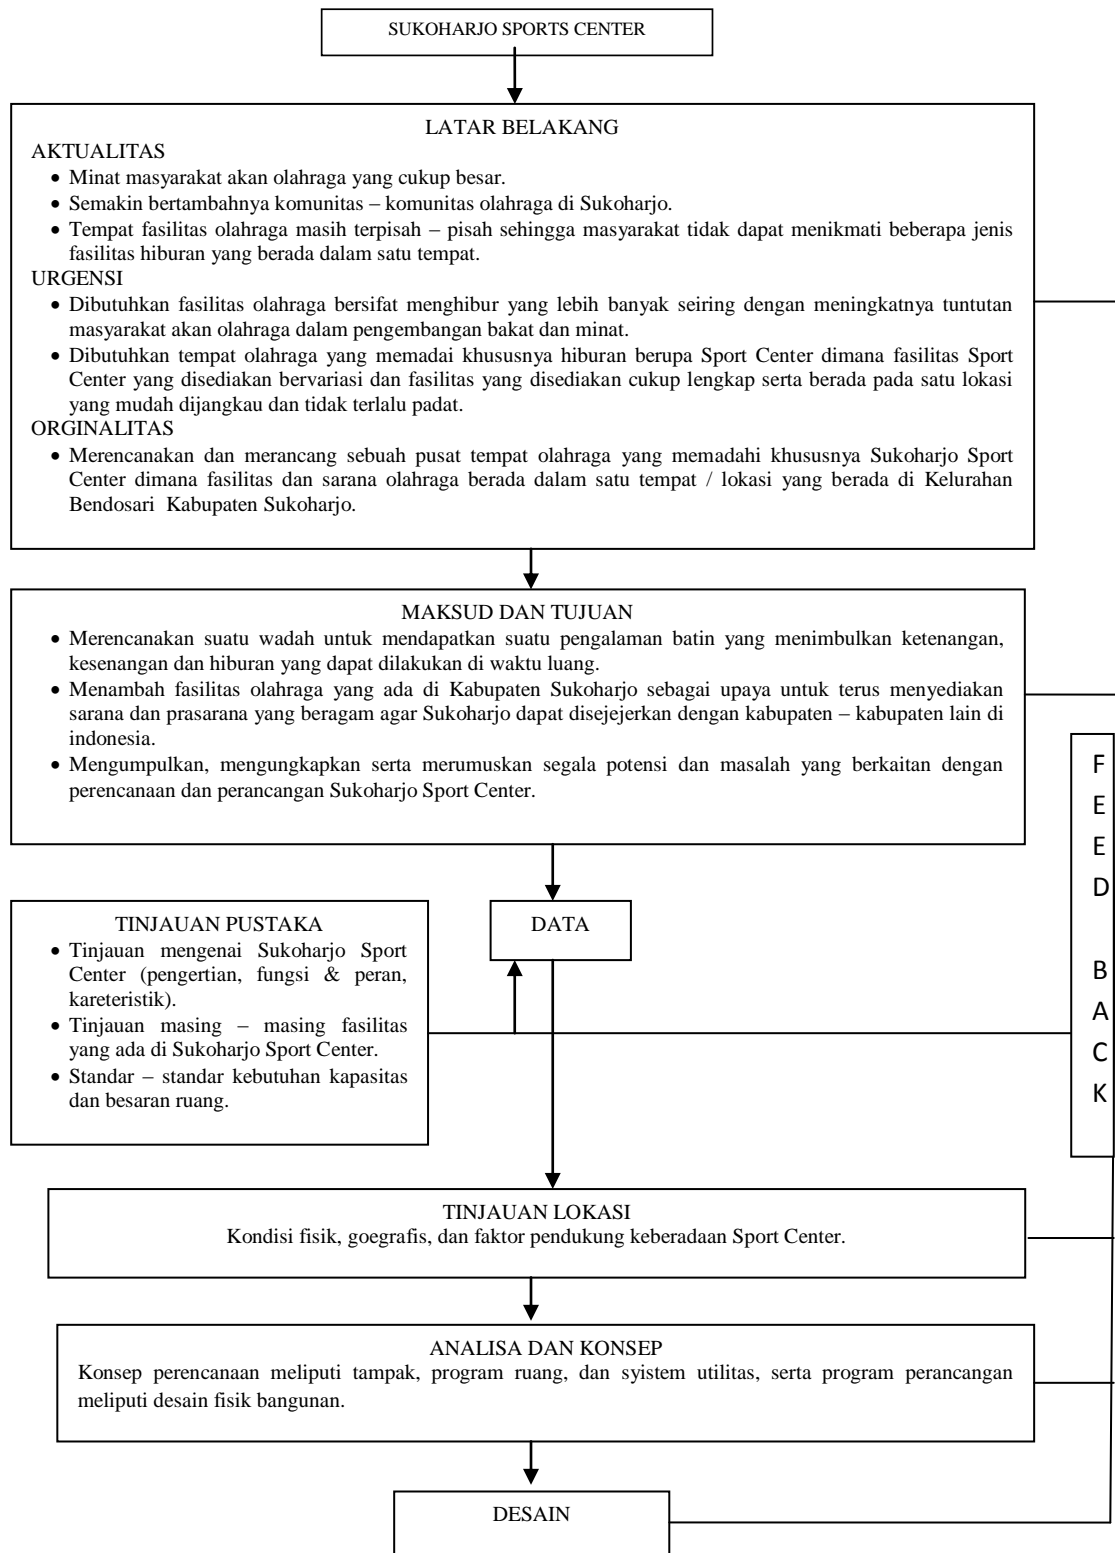 SUKOHARJO SPORTS CENTER
LATAR BELAKANG
AKTUALITAS
• Minat masyarakat akan olahraga yang cukup besar.
• Semakin bertambahnya komunitas – komunitas olahraga di Sukoharjo.
• Tempat fasilitas olahraga masih terpisah – pisah sehingga masyarakat tidak dapat menikmati beberapa jenis
fasilitas hiburan yang berada dalam satu tempat.
URGENSI
• Dibutuhkan fasilitas olahraga bersifat menghibur yang lebih banyak seiring dengan meningkatnya tuntutan
masyarakat akan olahraga dalam pengembangan bakat dan minat.
• Dibutuhkan tempat olahraga yang memadai khususnya hiburan berupa Sport Center dimana fasilitas Sport
Center yang disediakan bervariasi dan fasilitas yang disediakan cukup lengkap serta berada pada satu lokasi
yang mudah dijangkau dan tidak terlalu padat.
ORGINALITAS
• Merencanakan dan merancang sebuah pusat tempat olahraga yang memadahi khususnya Sukoharjo Sport
Center dimana fasilitas dan sarana olahraga berada dalam satu tempat / lokasi yang berada di Kelurahan
Bendosari Kabupaten Sukoharjo.
MAKSUD DAN TUJUAN
• Merencanakan suatu wadah untuk mendapatkan suatu pengalaman batin yang menimbulkan ketenangan,
kesenangan dan hiburan yang dapat dilakukan di waktu luang.
• Menambah fasilitas olahraga yang ada di Kabupaten Sukoharjo sebagai upaya untuk terus menyediakan
sarana dan prasarana yang beragam agar Sukoharjo dapat disejejerkan dengan kabupaten – kabupaten lain di
indonesia.
• Mengumpulkan, mengungkapkan serta merumuskan segala potensi dan masalah yang berkaitan dengan
perencanaan dan perancangan Sukoharjo Sport Center.
F
E
E
D
B
A
C
K
TINJAUAN PUSTAKA
• Tinjauan mengenai Sukoharjo Sport
Center (pengertian, fungsi & peran,
kareteristik).
• Tinjauan masing – masing fasilitas
yang ada di Sukoharjo Sport Center.
• Standar – standar kebutuhan kapasitas
dan besaran ruang.
DATA
TINJAUAN LOKASI
Kondisi fisik, goegrafis, dan faktor pendukung keberadaan Sport Center.
ANALISA DAN KONSEP
Konsep perencanaan meliputi tampak, program ruang, dan syistem utilitas, serta program perancangan
meliputi desain fisik bangunan.
DESAIN